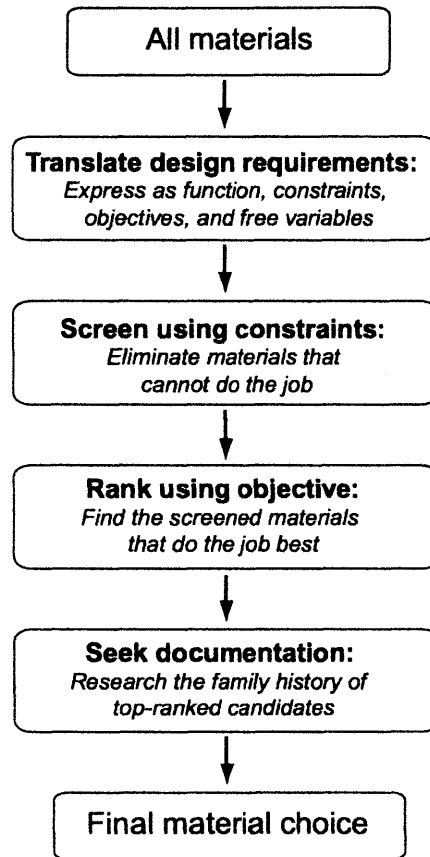 All materials
Translate design requirements:
Express as function, constraints,
objectives, and free variables
Screen using constraints:
Eliminate materials that
cannot do the job
Rank using objective:
Find the screened materials
that do the job best
Seek documentation:
Research the family history of
top-ranked candidates
Final material choice